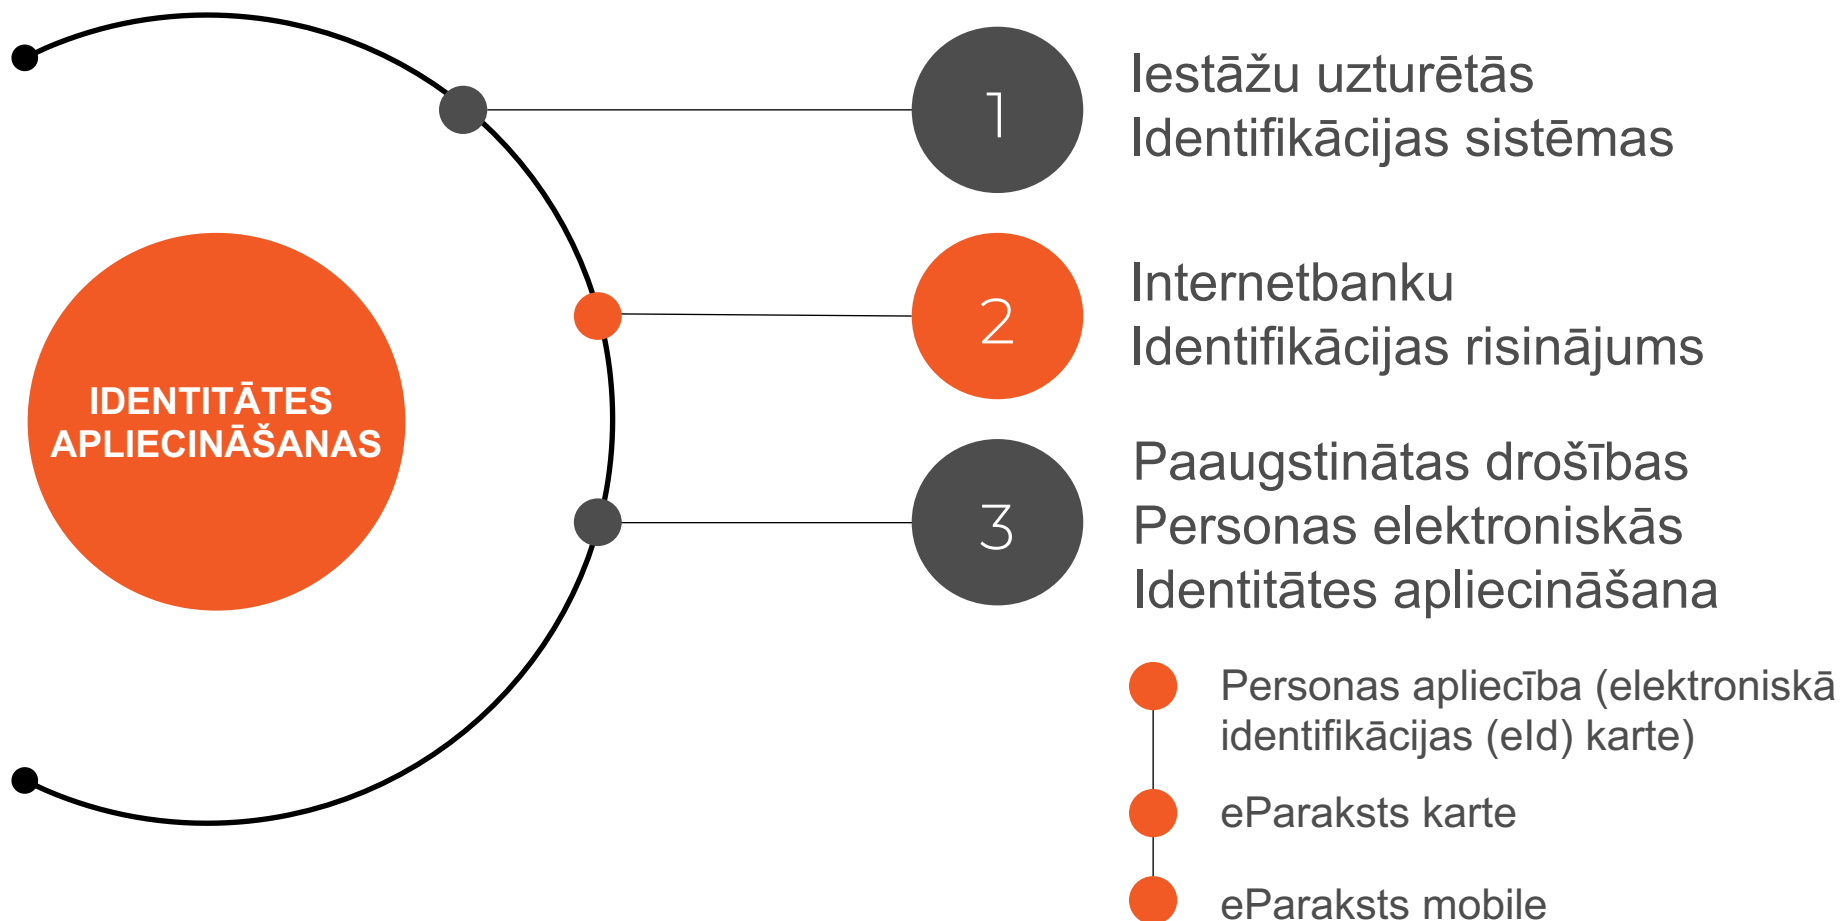 IDENTITĀTES
APLIECINĀŠANAS
1
Iestāžu uzturētās
Identifikācijas sistēmas
2
Internetbanku
Identifikācijas risinājums
3
Paaugstinātas drošības
Personas elektroniskās
Identitātes apliecināšana
Personas apliecība (elektroniskā
identifikācijas (eId) karte)
eParaksts karte
eParaksts mobile